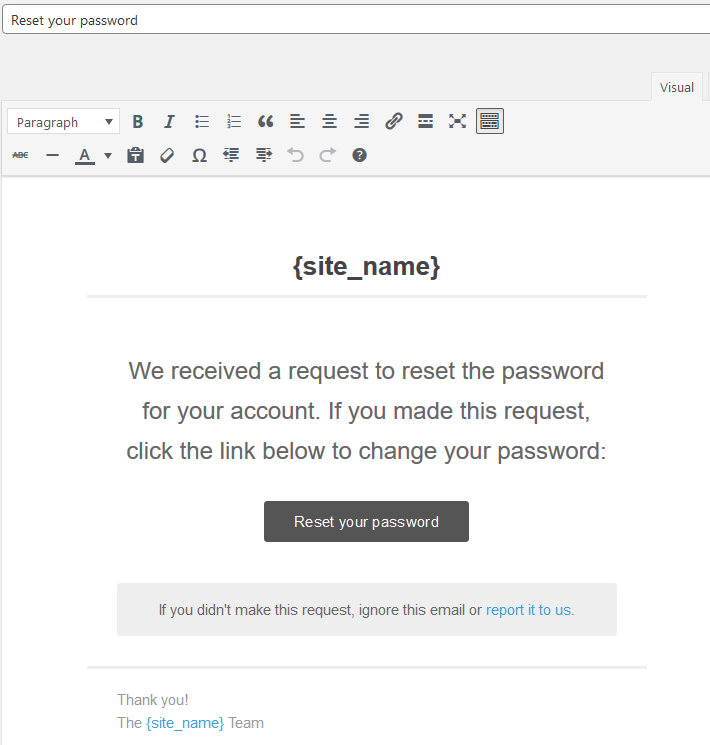 Reset your password
Visual
Paragraph B I
ABC A T Ω ?
{site_name}
We received a request to reset the password
for your account. If you made this request,
click the link below to change your password:
Reset your password
If you didn't make this request, ignore this email or report it to us.
Thank you!
The {site_name} Team